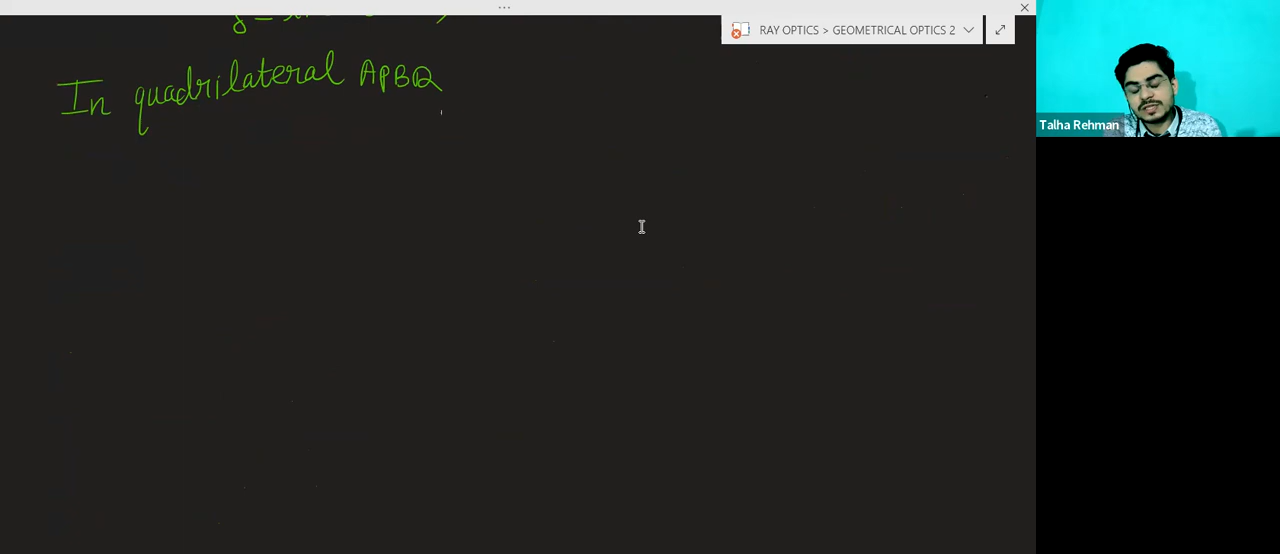 RAY OPTICS > GEOMETRICAL OPTICS 2
In quadrilateral APBQ
Talha Rehman